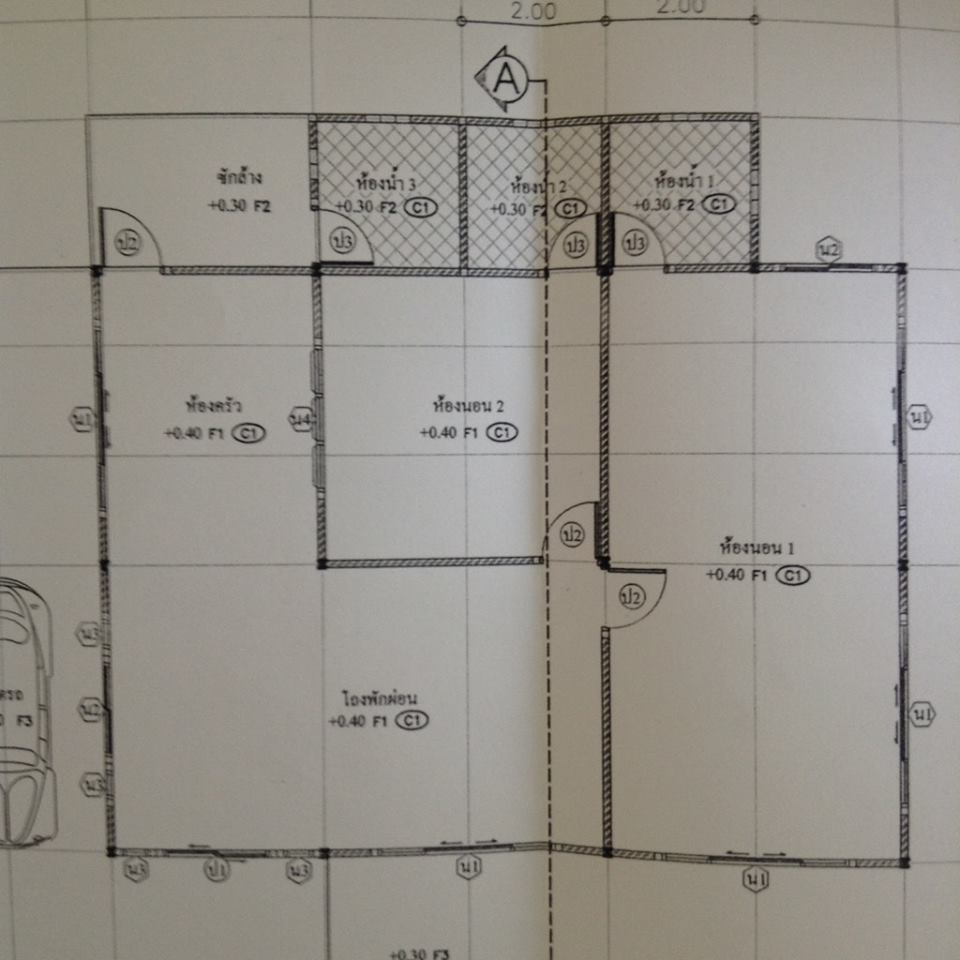 2.00 2.00
A
ซักล้าง
+0.30 F2
ห้องน้ำ 3
+0.30 F2 C1
ห้องน้ำ 2
+0.30 F2 C1
ห้องน้ำ 1
+0.30 F2 C1
ป2 ป3 ป3 ป3 น2
น1
ห้องครัว
+0.40 F1 C1
น4
ห้องนอน 2
+0.40 F1 C1
น1
ป2
ห้องนอน 1
+0.40 F1 C1
ป2
น3
โถงพักผ่อน
+0.40 F1 C1
น2
น1
F3
น3
น3 ป1 น3 น1 น1
+0.30 F3